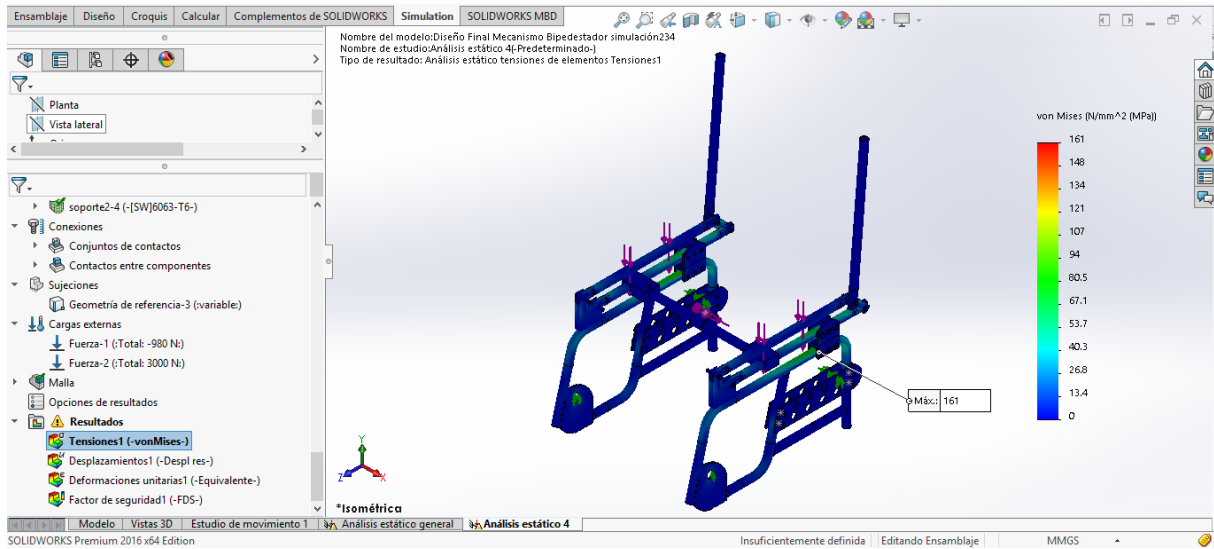 Ensamblaje Diseño Croquis Calcular Complementos de SOLIDWORKS Simulation SOLIDWORKS MBD
Nombre del modelo:Diseño Final Mecanismo Bipedestador simulación234
Nombre de estudio:Análisis estático 4(-Predeterminado-)
Tipo de resultado: Análisis estático tensiones de elementos Tensiones1
Planta
Vista lateral
soporte2-4 (-[SW]6063-T6-)
Conexiones
Conjuntos de contactos
Contactos entre componentes
Sujeciones
Geometría de referencia-3 (:variable:)
Cargas externas
Fuerza-1 (:Total: -980 N:)
Fuerza-2 (:Total: 3000 N:)
Malla
Opciones de resultados
Resultados
Tensiones1 (-vonMises-)
Desplazamientos1 (-Despl res-)
Deformaciones unitarias1 (-Equivalente-)
Factor de seguridad1 (-FDS-)
von Mises (N/mm^2 (MPa))
161
148
134
121
107
94
80.5
67.1
53.7
40.3
26.8
13.4
0
Máx.: 161
Y
Z X
*Isométrica
Modelo Vistas 3D Estudio de movimiento 1 Análisis estático general Análisis estático 4
SOLIDWORKS Premium 2016 x64 Edition Insuficientemente definida Editando Ensamblaje MMGS